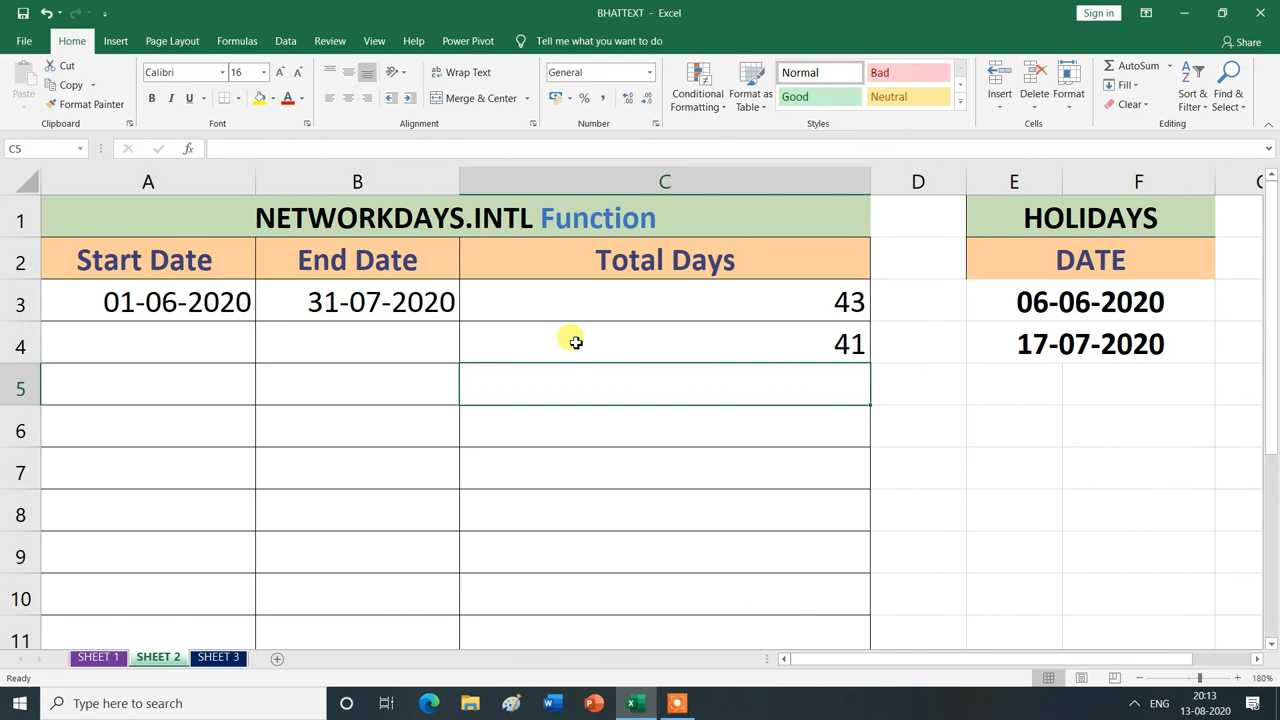 BHATTEXT - Excel
Sign in
File Home Insert Page Layout Formulas Data Review View Help Power Pivot Tell me what you want to do Share
Paste
Cut
Copy
Format Painter
Clipboard
Calibri 16
B I U
Font
Wrap Text
Merge & Center
Alignment
General
Number
Conditional Formatting
Format as Table
Normal Bad
Good Neutral
Styles
Insert Delete Format
Cells
AutoSum
Fill
Clear
Sort & Filter
Find & Select
Editing
C5 fx
A B C D E F
1 NETWORKDAYS.INTL Function HOLIDAYS
2 Start Date End Date Total Days DATE
3 01-06-2020 31-07-2020 43 06-06-2020
4 41 17-07-2020
5
6
7
8
9
10
11
SHEET 1 SHEET 2 SHEET 3
Ready 180%
Type here to search
ENG
20:13
13-08-2020